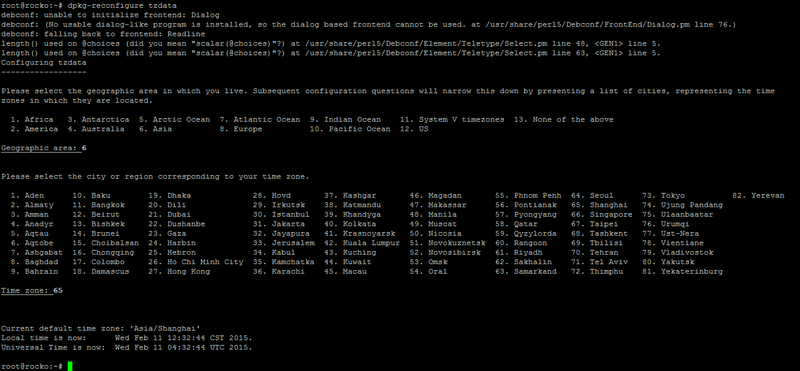 root@rocko:~# dpkg-reconfigure tzdata
debconf: unable to initialize frontend: Dialog
debconf: (No usable dialog-like program is installed, so the dialog based frontend cannot be used. at /usr/share/perl5/Debconf/FrontEnd/Dialog.pm line 76.)
debconf: falling back to frontend: Readline
length() used on @choices (did you mean "scalar(@choices)"?) at /usr/share/perl5/Debconf/Element/Teletype/Select.pm line 48, <GEN1> line 5.
length() used on @choices (did you mean "scalar(@choices)"?) at /usr/share/perl5/Debconf/Element/Teletype/Select.pm line 63, <GEN1> line 5.
Configuring tzdata
------------------
Please select the geographic area in which you live. Subsequent configuration questions will narrow this down by presenting a list of cities, representing the time
zones in which they are located.
1. Africa 3. Antarctica 5. Arctic Ocean 7. Atlantic Ocean 9. Indian Ocean 11. System V timezones 13. None of the above
2. America 4. Australia 6. Asia 8. Europe 10. Pacific Ocean 12. US
Geographic area: 6
Please select the city or region corresponding to your time zone.
1. Aden 10. Baku 19. Dhaka 28. Hovd 37. Kashgar 46. Magadan 55. Phnom Penh 64. Seoul 73. Tokyo 82. Yerevan
2. Almaty 11. Bangkok 20. Dili 29. Irkutsk 38. Katmandu 47. Makassar 56. Pontianak 65. Shanghai 74. Ujung Pandang
3. Amman 12. Beirut 21. Dubai 30. Istanbul 39. Khandyga 48. Manila 57. Pyongyang 66. Singapore 75. Ulaanbaatar
4. Anadyr 13. Bishkek 22. Dushanbe 31. Jakarta 40. Kolkata 49. Muscat 58. Qatar 67. Taipei 76. Urumqi
5. Aqtau 14. Brunei 23. Gaza 32. Jayapura 41. Krasnoyarsk 50. Nicosia 59. Qyzylorda 68. Tashkent 77. Ust-Nera
6. Aqtobe 15. Choibalsan 24. Harbin 33. Jerusalem 42. Kuala Lumpur 51. Novokuznetsk 60. Rangoon 69. Tbilisi 78. Vientiane
7. Ashgabat 16. Chongqing 25. Hebron 34. Kabul 43. Kuching 52. Novosibirsk 61. Riyadh 70. Tehran 79. Vladivostok
8. Baghdad 17. Colombo 26. Ho Chi Minh City 35. Kamchatka 44. Kuwait 53. Omsk 62. Sakhalin 71. Tel Aviv 80. Yakutsk
9. Bahrain 18. Damascus 27. Hong Kong 36. Karachi 45. Macau 54. Oral 63. Samarkand 72. Thimphu 81. Yekaterinburg
Time zone: 65
Current default time zone: 'Asia/Shanghai'
Local time is now: Wed Feb 11 12:32:44 CST 2015.
Universal Time is now: Wed Feb 11 04:32:44 UTC 2015.
root@rocko:~#